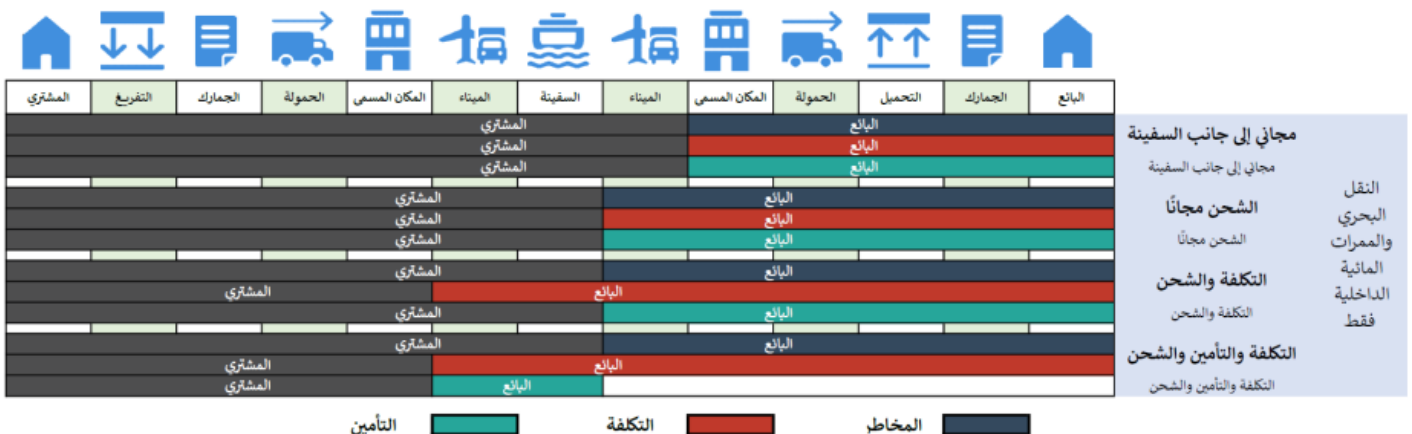 البائع الجمارك التحميل الحمولة المكان المسمى الميناء السفينة الميناء المكان المسمى الحمولة الجمارك التفريغ المشتري
النقل
البحري
والممرات
المائية
الداخلية
فقط
مجاني إلى جانب السفينة
مجاني إلى جانب السفينة
البائع المشتري
البائع المشتري
البائع المشتري
الشحن مجانًا
الشحن مجانًا
البائع المشتري
البائع المشتري
البائع المشتري
التكلفة والشحن
التكلفة والشحن
البائع المشتري
البائع المشتري
البائع المشتري
التكلفة والتأمين والشحن
التكلفة والتأمين والشحن
البائع المشتري
البائع المشتري
البائع المشتري
المخاطر التكلفة التأمين